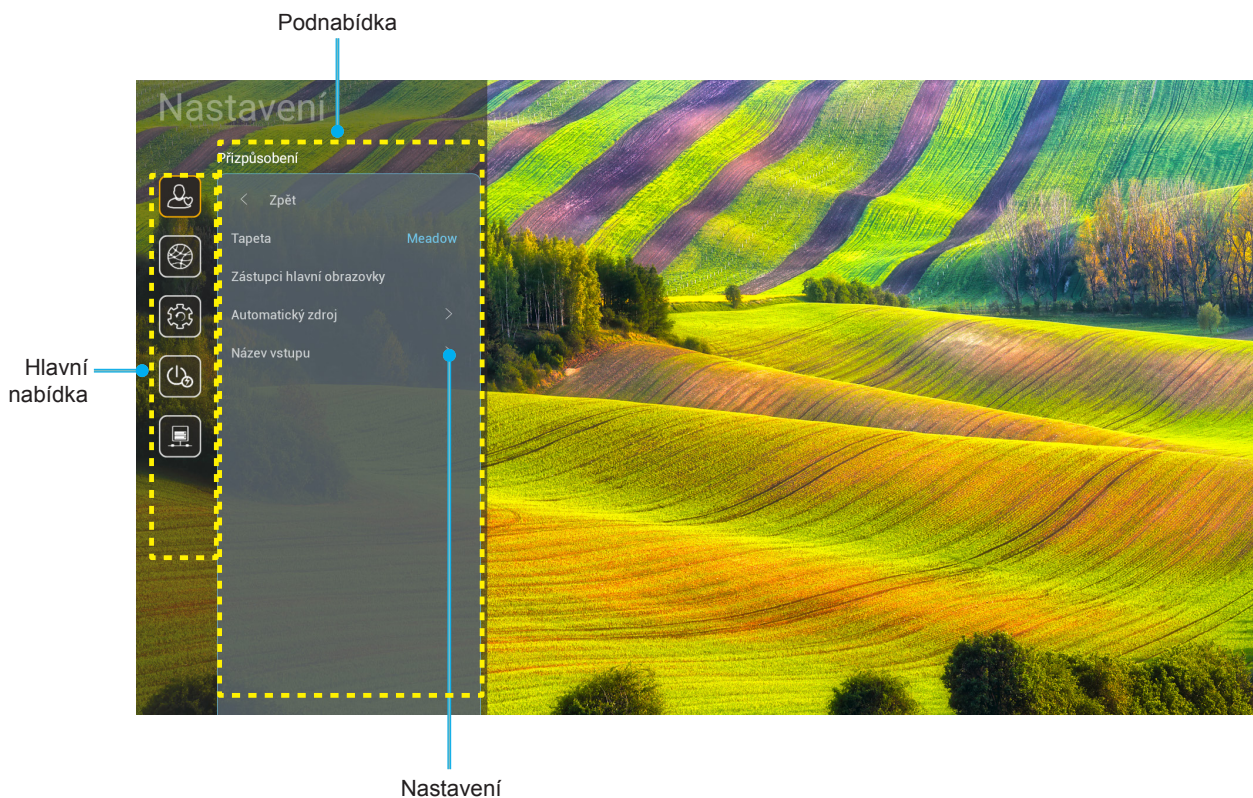 Podnabídka
Nastavení
Přizpůsobení
Zpět
Tapeta Meadow
Zástupci hlavní obrazovky
Automatický zdroj
Název vstupu
Hlavní
nabídka
Nastavení